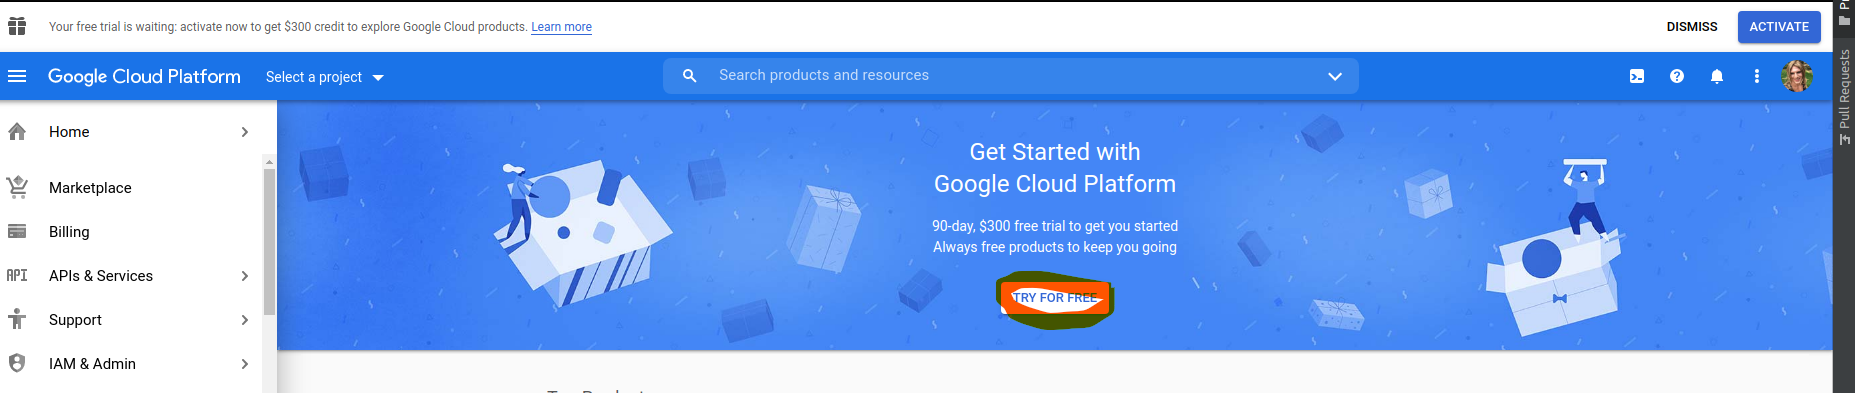 Your free trial is waiting: activate now to get $300 credit to explore Google Cloud products. Learn more
DISMISS
ACTIVATE
Google Cloud Platform
Select a project
Search products and resources
Home
Marketplace
Billing
API
APIs & Services
Support
IAM & Admin
Get Started with
Google Cloud Platform
90-day, $300 free trial to get you started
Always free products to keep you going
TRY FOR FREE
Pull Requests